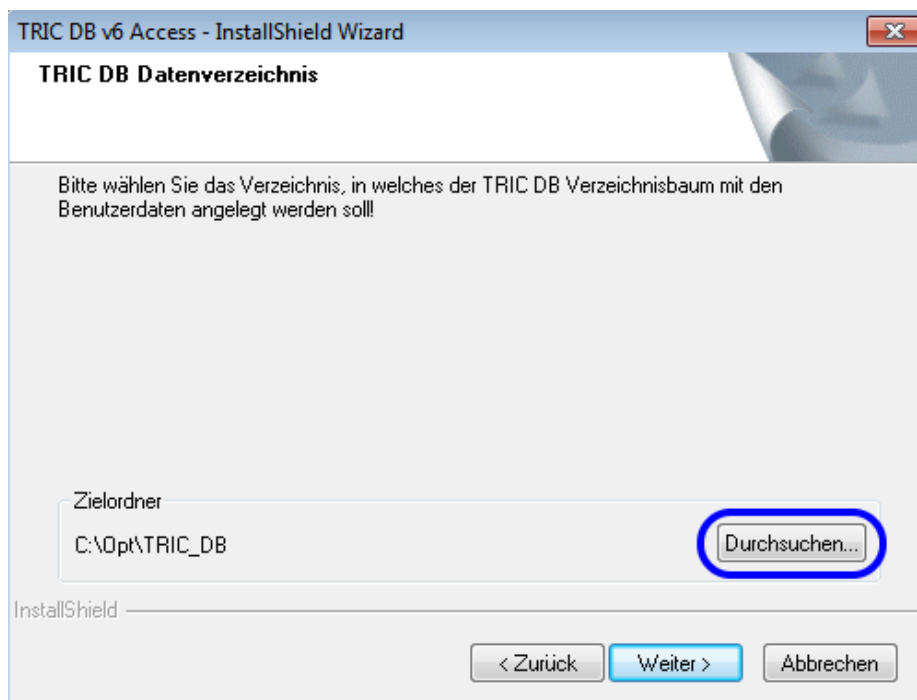 TRIC DB v6 Access - InstallShield Wizard
TRIC DB Datenverzeichnis
Bitte wählen Sie das Verzeichnis, in welches der TRIC DB Verzeichnisbaum mit den
Benutzerdaten angelegt werden soll!
Zielordner
C:\Opt\TRIC_DB
Durchsuchen...
InstallShield
< Zurück
Weiter >
Abbrechen